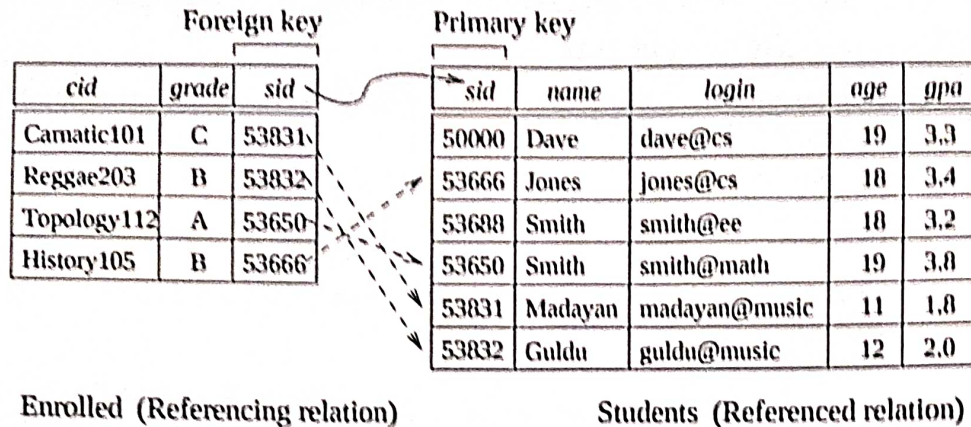 Foreign key
Primary key
cid grade sid
Carnatic101 C 53831
Reggae203 B 53832
Topology112 A 53650
History105 B 53666
sid name login age gpa
50000 Dave dave@cs 19 3.3
53666 Jones jones@cs 18 3.4
53688 Smith smith@ee 18 3.2
53650 Smith smith@math 19 3.8
53831 Madayan madayan@music 11 1.8
53832 Guldu guldu@music 12 2.0
Enrolled (Referencing relation)
Students (Referenced relation)